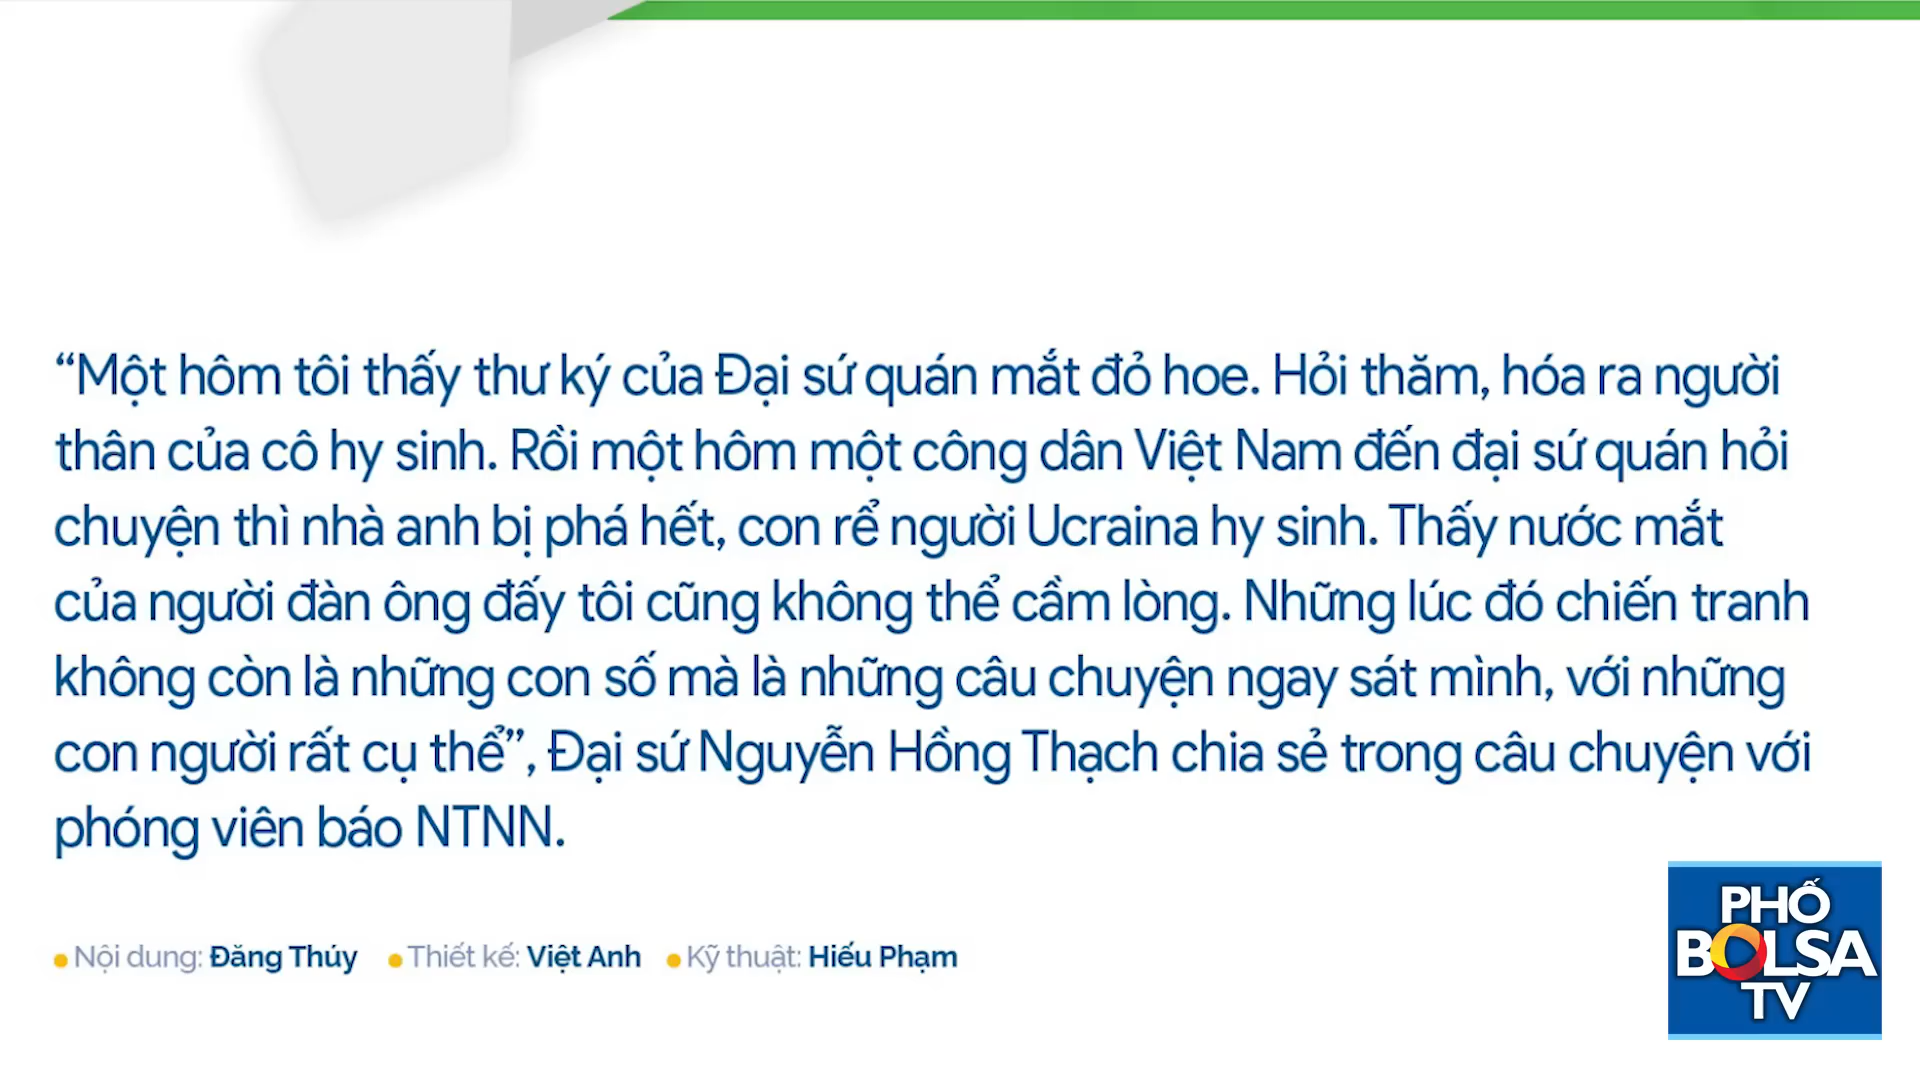 “Một hôm tôi thấy thư ký của Đại sứ quán mắt đỏ hoe. Hỏi thăm, hóa ra người
thân của cô hy sinh. Rồi một hôm một công dân Việt Nam đến đại sứ quán hỏi
chuyện thì nhà anh bị phá hết, con rể người Ucraina hy sinh. Thấy nước mắt
của người đàn ông đấy tôi cũng không thể cầm lòng. Những lúc đó chiến tranh
không còn là những con số mà là những câu chuyện ngay sát mình, với những
con người rất cụ thể”, Đại sứ Nguyễn Hồng Thạch chia sẻ trong câu chuyện với
phóng viên báo NTNN.
Nội dung: Đăng Thúy Thiết kế: Việt Anh Kỹ thuật: Hiếu Phạm
PHỐ
BOLSA
TV